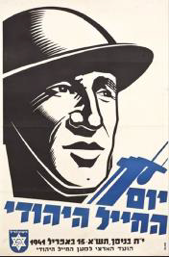 יום
החייל היהודי
י"ח בניסן, תש"א - 15 באפריל 1941
הועד הארצי למען החייל היהודי